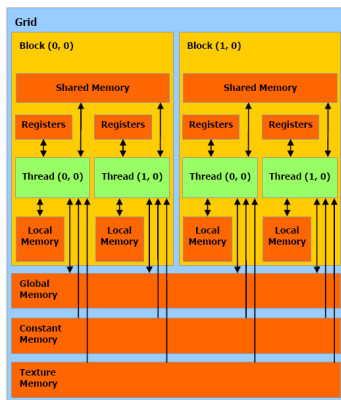 Grid
Block (0, 0)
Block (1, 0)
Shared Memory
Shared Memory
Registers
Registers
Registers
Registers
Thread (0, 0)
Thread (1, 0)
Thread (0, 0)
Thread (1, 0)
Local
Memory
Local
Memory
Local
Memory
Local
Memory
Global
Memory
Constant
Memory
Texture
Memory